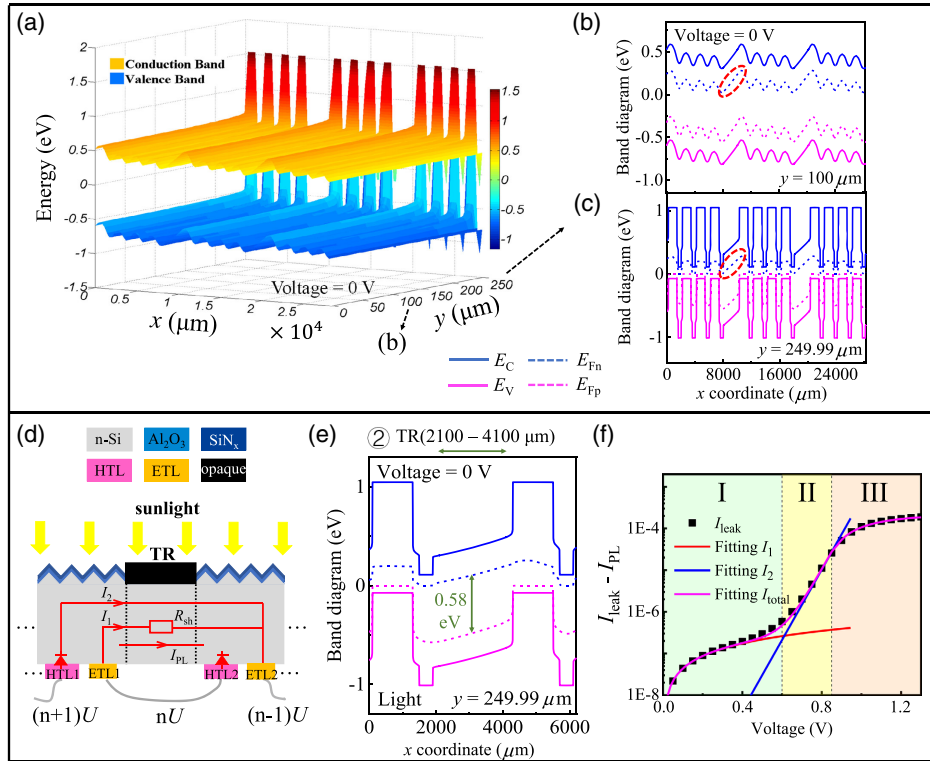 (a)
2
1.5
1
0.5
0
-0.5
-1
-1.5
Energy (eV)
Conduction Band
Valence Band
1.5
1
0.5
0
-0.5
-1
Voltage = 0 V
0
0.5
1
1.5
2
2.5
x (μm)
× 10⁴
0
50
100
150
200
250
y (μm)
(b)
E_C
E_Fn
E_V
E_Fp
(b)
Voltage = 0 V
0.5
0.0
-0.5
-1.0
Band diagram (eV)
y = 100 μm
(c)
1
0
-1
Band diagram (eV)
y = 249.99 μm
0
8000
16000
24000
x coordinate (μm)
(d)
n-Si
Al₂O₃
SiNₓ
HTL
ETL
opaque
sunlight
TR
I₂
I₁
R_sh
I_PL
...
...
HTL1
ETL1
HTL2
ETL2
...
...
(n+1)U
nU
(n-1)U
(e)
② TR(2100 – 4100 μm)
Voltage = 0 V
1
0
-1
Band diagram (eV)
0.58
eV
Light
y = 249.99 μm
0
2000
4000
6000
x coordinate (μm)
(f)
I
II
III
1E-4
1E-6
1E-8
I_leak - I_PL
I_leak
Fitting I₁
Fitting I₂
Fitting I_total
0.0
0.4
0.8
1.2
Voltage (V)